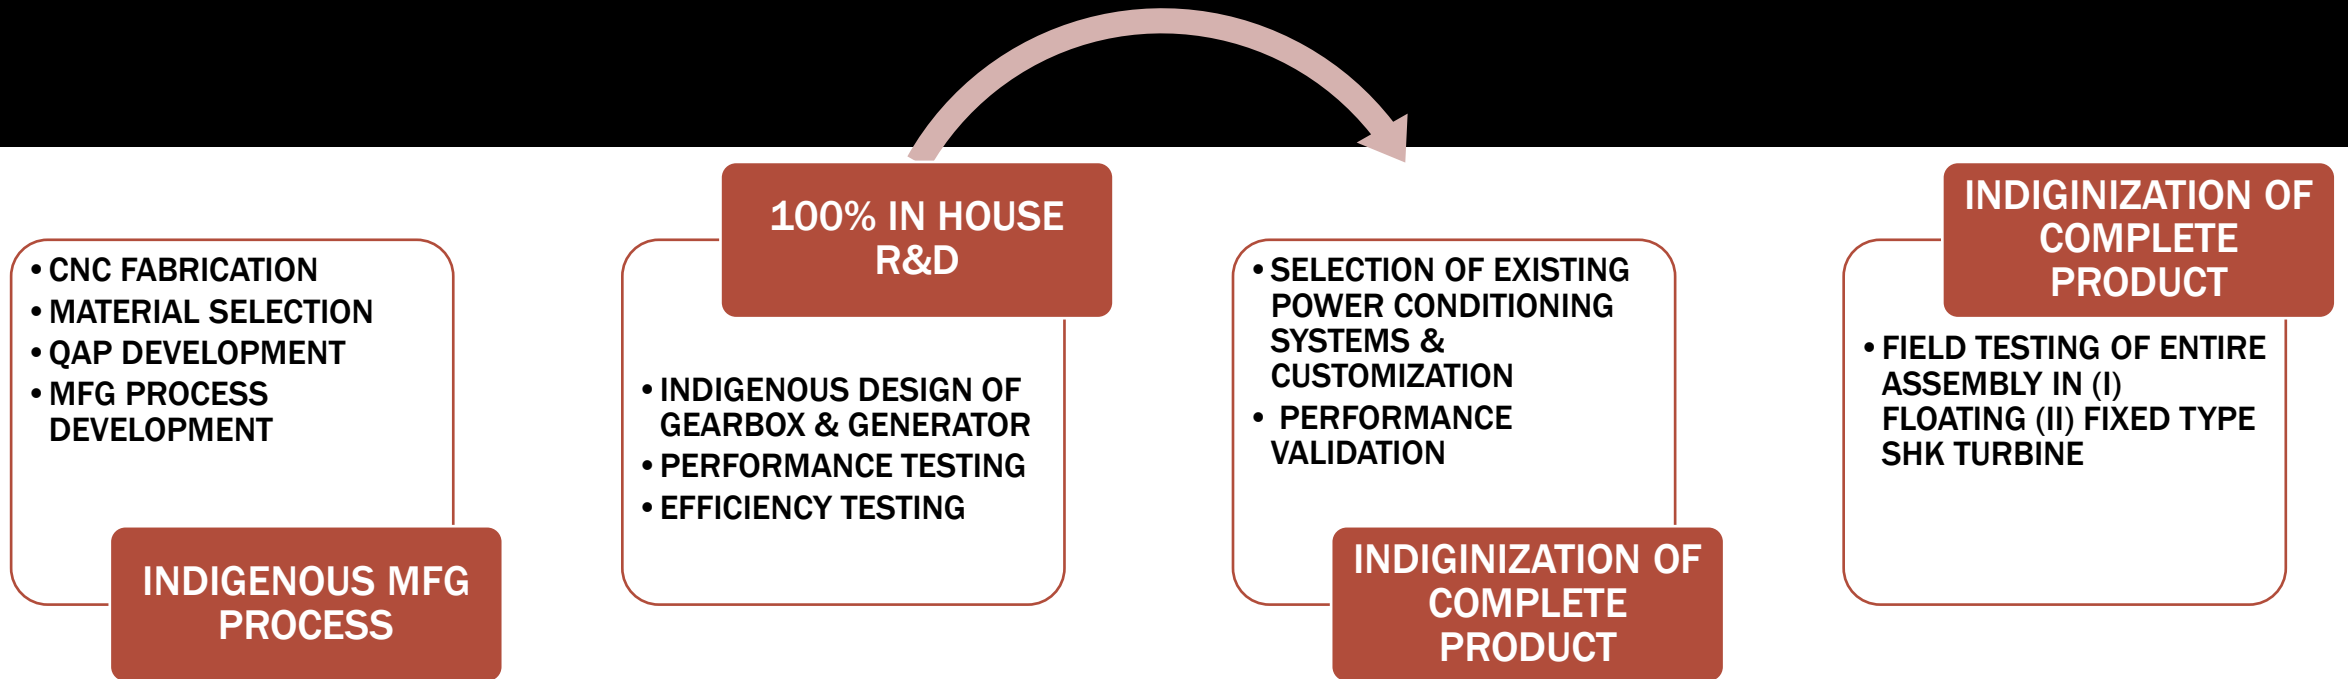 • CNC FABRICATION
• MATERIAL SELECTION
• QAP DEVELOPMENT
• MFG PROCESS
DEVELOPMENT
INDIGENOUS MFG
PROCESS
100% IN HOUSE
R&D
• INDIGENOUS DESIGN OF
GEARBOX & GENERATOR
• PERFORMANCE TESTING
• EFFICIENCY TESTING
• SELECTION OF EXISTING
POWER CONDITIONING
SYSTEMS &
CUSTOMIZATION
• PERFORMANCE
VALIDATION
INDIGINIZATION OF
COMPLETE
PRODUCT
INDIGINIZATION OF
COMPLETE
PRODUCT
• FIELD TESTING OF ENTIRE
ASSEMBLY IN (I)
FLOATING (II) FIXED TYPE
SHK TURBINE